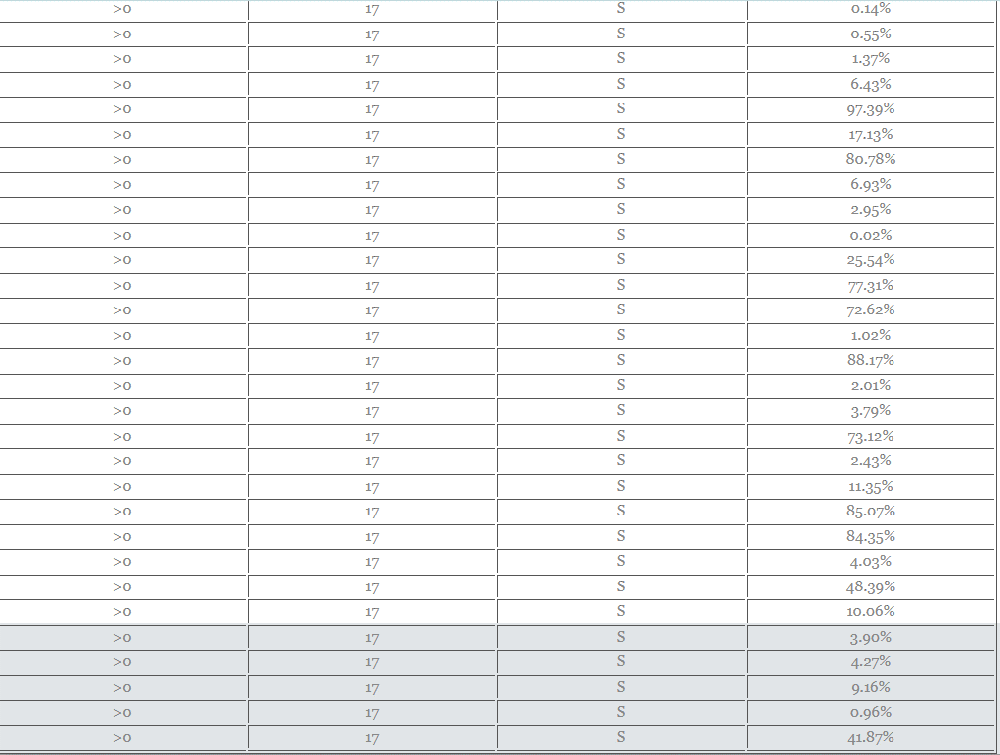 >0 17 S 0.14%
>0 17 S 0.55%
>0 17 S 1.37%
>0 17 S 6.43%
>0 17 S 97.39%
>0 17 S 17.13%
>0 17 S 80.78%
>0 17 S 6.93%
>0 17 S 2.95%
>0 17 S 0.02%
>0 17 S 25.54%
>0 17 S 77.31%
>0 17 S 72.62%
>0 17 S 1.02%
>0 17 S 88.17%
>0 17 S 2.01%
>0 17 S 3.79%
>0 17 S 73.12%
>0 17 S 2.43%
>0 17 S 11.35%
>0 17 S 85.07%
>0 17 S 84.35%
>0 17 S 4.03%
>0 17 S 48.39%
>0 17 S 10.06%
>0 17 S 3.90%
>0 17 S 4.27%
>0 17 S 9.16%
>0 17 S 0.96%
>0 17 S 41.87%